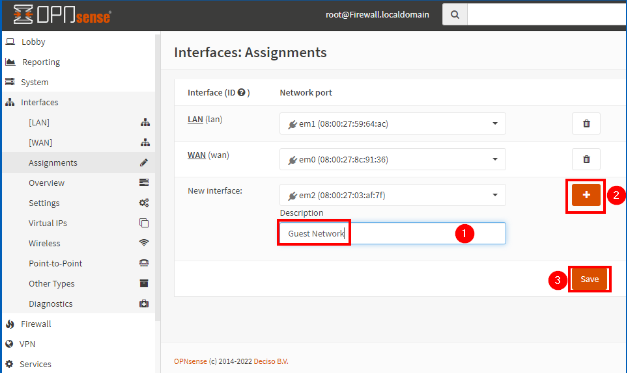 OPNsense®
root@Firewall.localdomain
Lobby
Reporting
System
Interfaces
[LAN]
[WAN]
Assignments
Overview
Settings
Virtual IPs
Wireless
Point-to-Point
Other Types
Diagnostics
Firewall
VPN
Services
Interfaces: Assignments
Interface (ID ?) Network port
LAN (lan) em1 (08:00:27:59:64:ac)
WAN (wan) em0 (08:00:27:8c:91:36)
New interface: em2 (08:00:27:03:af:7f)
2
Description
Guest Network 1
3 Save
OPNsense (c) 2014-2022 Deciso B.V.